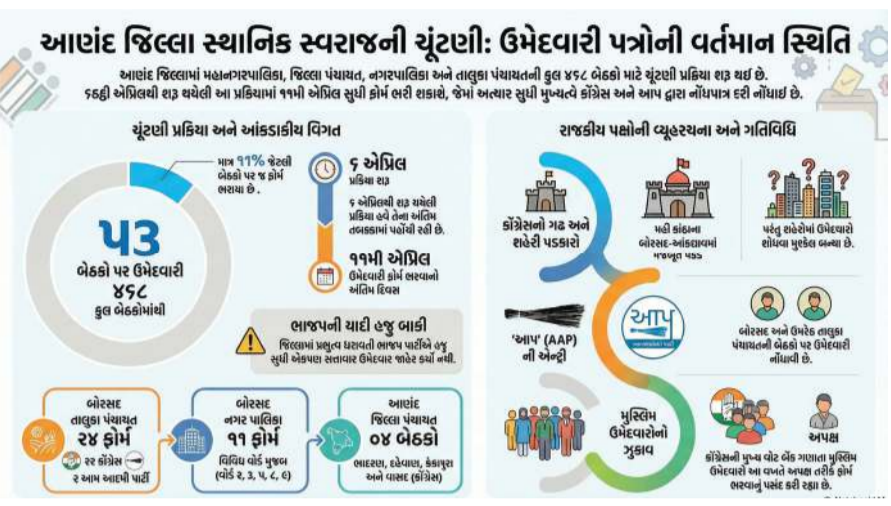 આણંદ જિલ્લા સ્થાનિક સ્વરાજની ચૂંટણી: ઉમેદવારી પત્રોની વર્તમાન સ્થિતિ
આણંદ જિલ્લામાં મહાનગરપાલિકા, જિલ્લા પંચાયત, નગરપાલિકા અને તાલુકા પંચાયતની કુલ ૪૬૮ બેઠકો માટે ચૂંટણી પ્રક્રિયા શરૂ થઈ છે.
૬ઠ્ઠી એપ્રિલથી શરૂ થયેલી આ પ્રક્રિયામાં ૧૧મી એપ્રિલ સુધી ફોર્મ ભરી શકાશે, જેમાં અત્યાર સુધી મુખ્યત્વે કોંગ્રેસ અને આપ દ્વારા નોંધપાત્ર દરી નોંધાઈ છે.
ચૂંટણી પ્રક્રિયા અને આંકડાકીય વિગત
માત્ર ૧૧% જેટલી
બેઠકો પર જ ફોર્મ
ભરાયા છે.
૫૩
બેઠકો પર ઉમેદવારી
૪૬૮
કુલ બેઠકોમાંથી
૬ એપ્રિલ
પ્રક્રિયા શરૂ
૬ એપ્રિલથી શરૂ થયેલી
પ્રક્રિયા હવે તેના અંતિમ
તબક્કામાં પહોંચી રહી છે.
૧૧મી એપ્રિલ
ઉમેદવારી ફોર્મ ભરવાનો
અંતિમ દિવસ
ભાજપની યાદી હજુ બાકી
જિલ્લામાં પ્રભુત્વ ધરાવતી ભાજપ પાર્ટીએ હજુ
સુધી એકપણ સત્તાવાર ઉમેદવાર જાહેર કર્યો નથી.
બોરસદ
તાલુકા પંચાયત
૨૪ ફોર્મ
૨૨ કોંગ્રેસ
૨ આમ આદમી પાર્ટી
બોરસદ
નગર પાલિકા
૧૧ ફોર્મ
વિવિધ વોર્ડ મુજબ
(વોર્ડ ૨, ૩, ૫, ૮, ૯)
આણંદ
જિલ્લા પંચાયત
૦૪ બેઠકો
ભાદરણ, દહેવાણ, કંકાપુરા
અને વાસદ (કોંગ્રેસ)
રાજકીય પક્ષોની વ્યૂહરચના અને ગતિવિધિ
કોંગ્રેસનો ગઢ અને
શહેરી પડકારો
મહી કાંઠાના
બોરસદ-આંકલાવમાં
મજબૂત પક્કડ
પરંતુ શહેરોમાં ઉમેદવારો
શોધવા મુશ્કેલ બન્યા છે.
'આપ' (AAP)
ની એન્ટ્રી
આપ
બોરસદ અને ઉમરેઠ તાલુકા
પંચાયતની બેઠકો પર ઉમેદવારી
નોંધાવી છે.
મુસ્લિમ
ઉમેદવારોનો
ઝુકાવ
અપક્ષ
કોંગ્રેસની મુખ્ય વોટ બેંક ગણાતા મુસ્લિમ
ઉમેદવારો આ વખતે અપક્ષ તરીકે ફોર્મ
ભરવાનું પસંદ કરી રહ્યા છે.